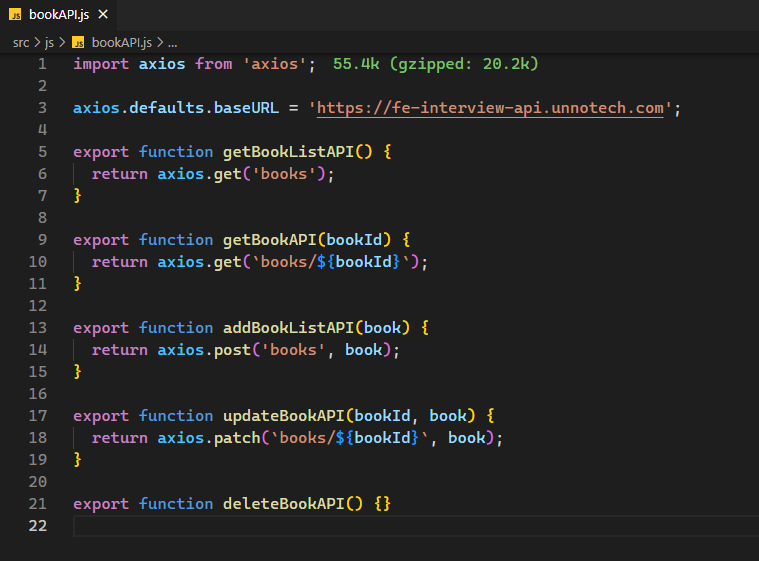 JS bookAPI.js ×
src > js > JS bookAPI.js > ...
1 import axios from 'axios'; 55.4k (gzipped: 20.2k)
2
3 axios.defaults.baseURL = 'https://fe-interview-api.unnotech.com';
4
5 export function getBookListAPI() {
6   return axios.get('books');
7 }
8
9 export function getBookAPI(bookId) {
10   return axios.get(`books/${bookId}`);
11 }
12
13 export function addBookListAPI(book) {
14   return axios.post('books', book);
15 }
16
17 export function updateBookAPI(bookId, book) {
18   return axios.patch(`books/${bookId}`, book);
19 }
20
21 export function deleteBookAPI() {}
22